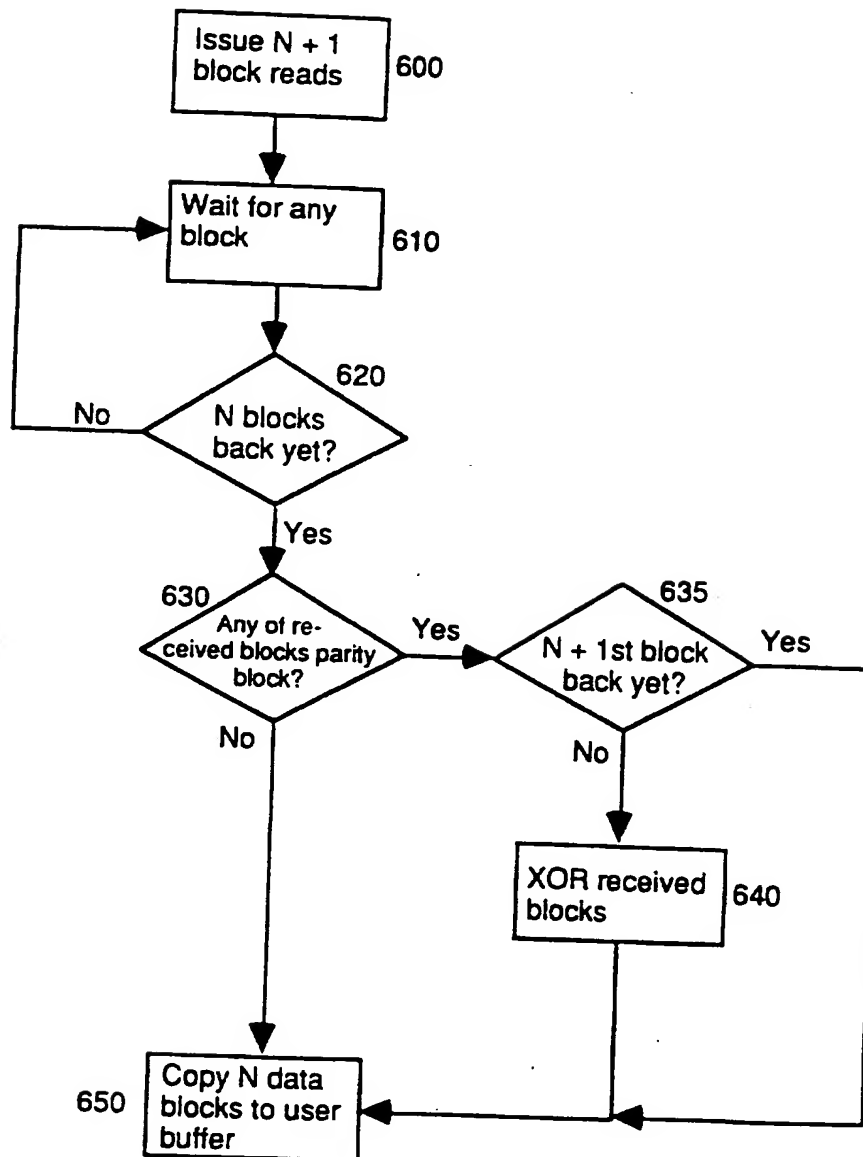 Issue N + 1
block reads
600
Wait for any
block
610
620
N blocks
back yet?
No
Yes
630
Any of re-
ceived blocks parity
block?
Yes
No
635
N + 1st block
back yet?
Yes
No
XOR received
blocks
640
650
Copy N data
blocks to user
buffer